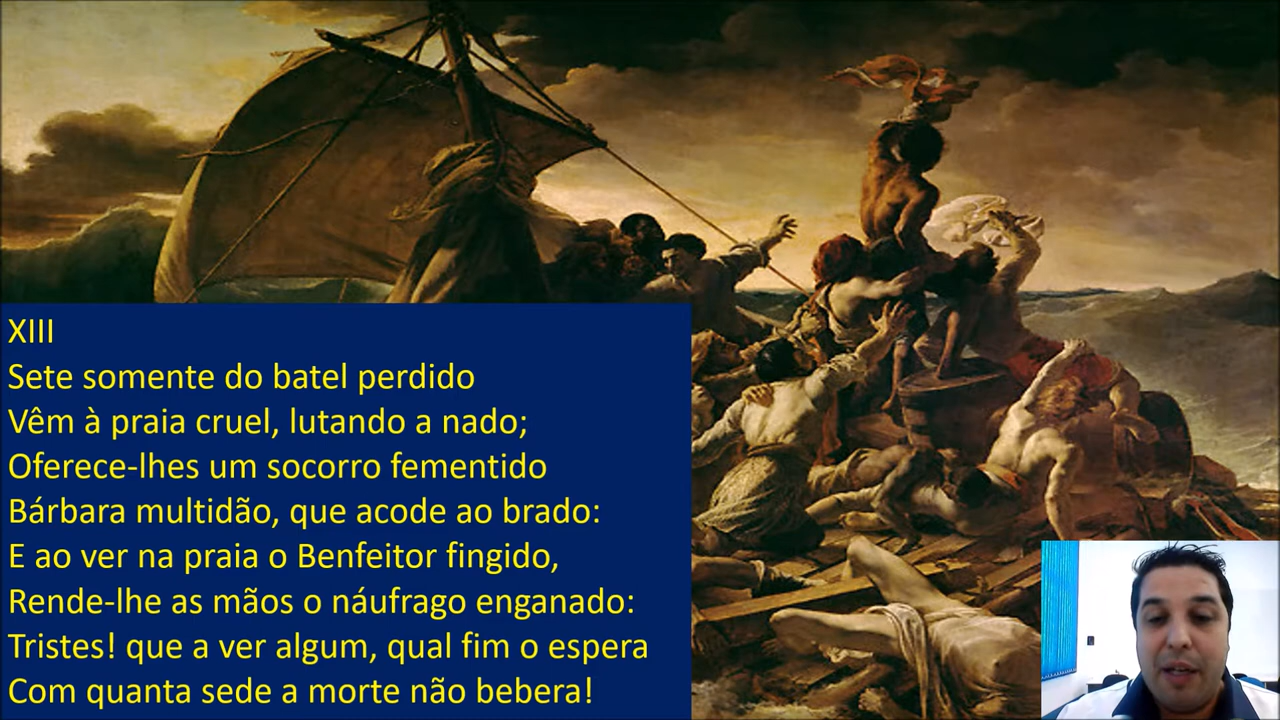 XIII
Sete somente do batel perdido
Vêm à praia cruel, lutando a nado;
Oferece-lhes um socorro fementido
Bárbara multidão, que acode ao brado:
E ao ver na praia o Benfeitor fingido,
Rende-lhe as mãos o náufrago enganado:
Tristes! que a ver algum, qual fim o espera
Com quanta sede a morte não bebera!